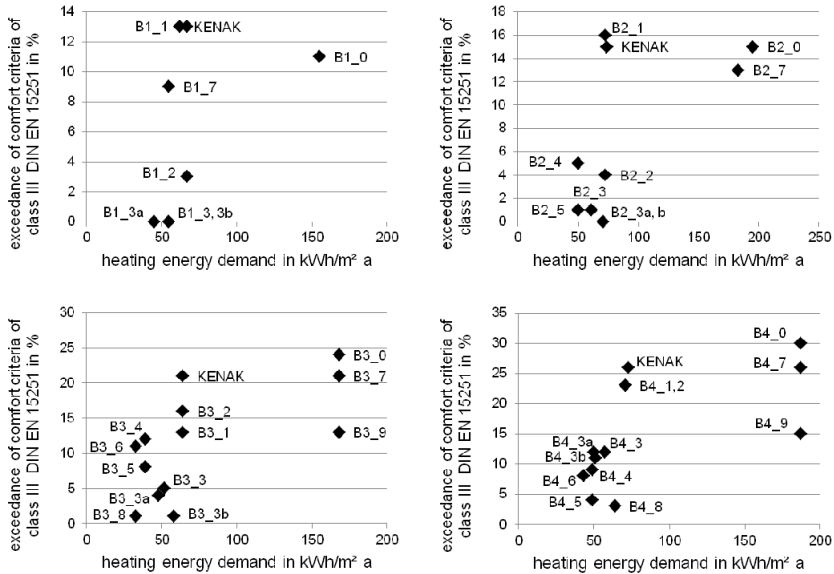 exceedance of comfort criteria of
class III DIN EN 15251 in %
14
12
10
8
6
4
2
0
B1_1 KENAK
B1_0
B1_7
B1_2
B1_3a B1_3,3b
0 50 100 150 200
heating energy demand in kWh/m² a
exceedance of comfort criteria of
class III DIN EN 15251 in %
18
16
14
12
10
8
6
4
2
0
B2_1
KENAK B2_0
B2_7
B2_4
B2_2
B2_3
B2_5 B2_3a, b
0 50 100 150 200 250
heating energy demand in kWh/m² a
exceedance of comfort criteria of
class III DIN EN 15251 in %
30
25
20
15
10
5
0
B3_0
KENAK B3_7
B3_2
B3_4
B3_1 B3_9
B3_6
B3_5
B3_3
B3_3a
B3_8 B3_3b
0 50 100 150 200
heating energy demand in kWh/m² a
exceedance of comfort criteria of
class III DIN EN 15251 in %
35
30
25
20
15
10
5
0
B4_0
KENAK B4_7
B4_1,2
B4_9
B4_3a B4_3
B4_3b
B4_6 B4_4
B4_5 B4_8
0 50 100 150 200
heating energy demand in kWh/m² a